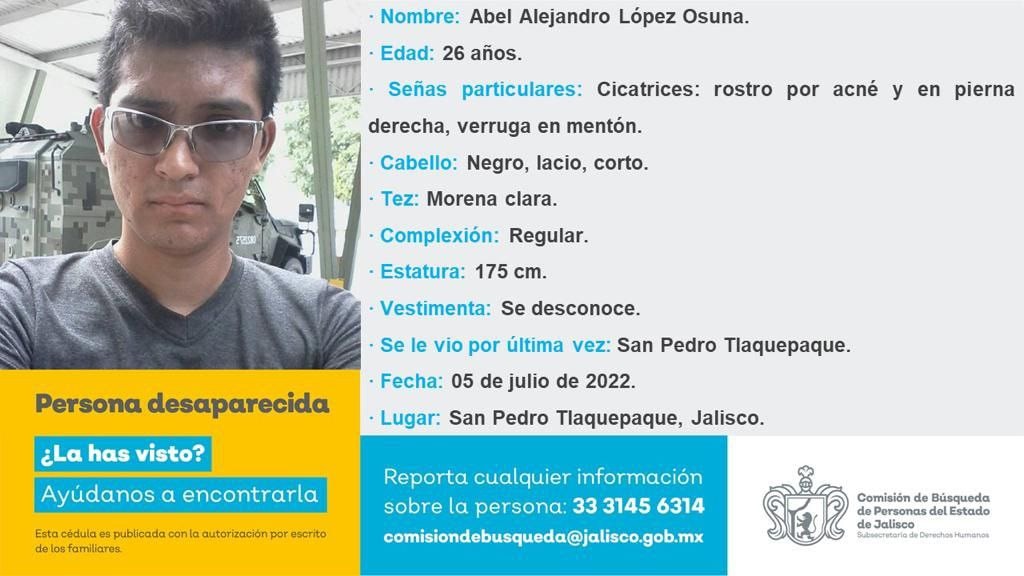 · Nombre: Abel Alejandro López Osuna.
· Edad: 26 años.
· Señas particulares: Cicatrices: rostro por acné y en pierna
derecha, verruga en mentón.
· Cabello: Negro, lacio, corto.
· Tez: Morena clara.
· Complexión: Regular.
· Estatura: 175 cm.
· Vestimenta: Se desconoce.
· Se le vio por última vez: San Pedro Tlaquepaque.
· Fecha: 05 de julio de 2022.
· Lugar: San Pedro Tlaquepaque, Jalisco.
Persona desaparecida
¿La has visto?
Ayúdanos a encontrarla
Esta cédula es publicada con la autorización por escrito
de los familiares.
Reporta cualquier información
sobre la persona: 33 3145 6314
comisiondebusqueda@jalisco.gob.mx
Comisión de Búsqueda
de Personas del Estado
de Jalisco
Subsecretaría de Derechos Humanos